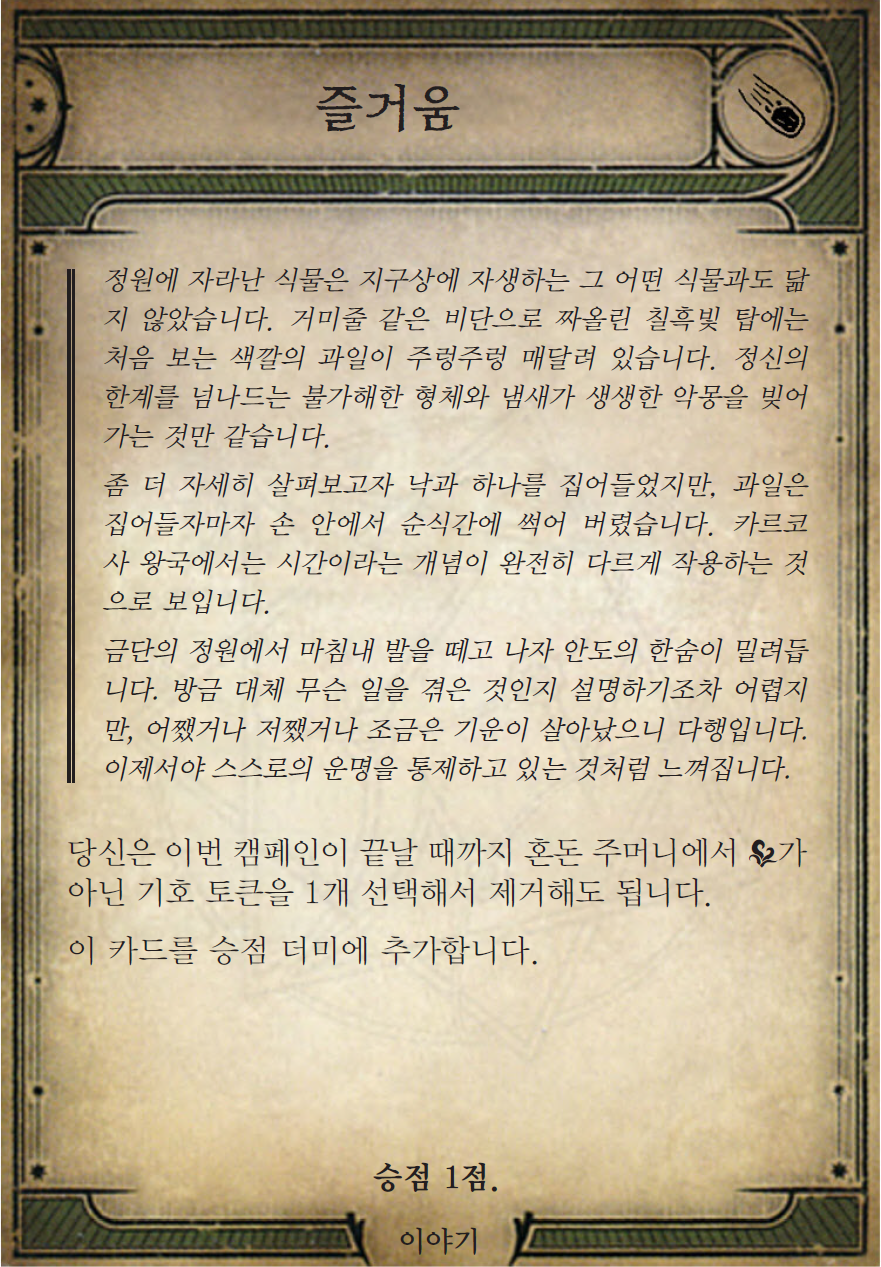 즐거움
정원에 자라난 식물은 지구상에 자생하는 그 어떤 식물과도 닮
지 않았습니다. 거미줄 같은 비단으로 짜올린 칠흑빛 탑에는
처음 보는 색깔의 과일이 주렁주렁 매달려 있습니다. 정신의
한계를 넘나드는 불가해한 형체와 냄새가 생생한 악몽을 빚어
가는 것만 같습니다.
좀 더 자세히 살펴보고자 낙과 하나를 집어들었지만, 과일은
집어들자마자 손 안에서 순식간에 썩어 버렸습니다. 카르코
사 왕국에서는 시간이라는 개념이 완전히 다르게 작용하는 것
으로 보입니다.
금단의 정원에서 마침내 발을 떼고 나자 안도의 한숨이 밀려듭
니다. 방금 대체 무슨 일을 겪은 것인지 설명하기조차 어렵지
만, 어쨌거나 저쨌거나 조금은 기운이 살아났으니 다행입니다.
이제서야 스스로의 운명을 통제하고 있는 것처럼 느껴집니다.
당신은 이번 캠페인이 끝날 때까지 혼돈 주머니에서 가
아닌 기호 토큰을 1개 선택해서 제거해도 됩니다.
이 카드를 승점 더미에 추가합니다.
승점 1점.
이야기